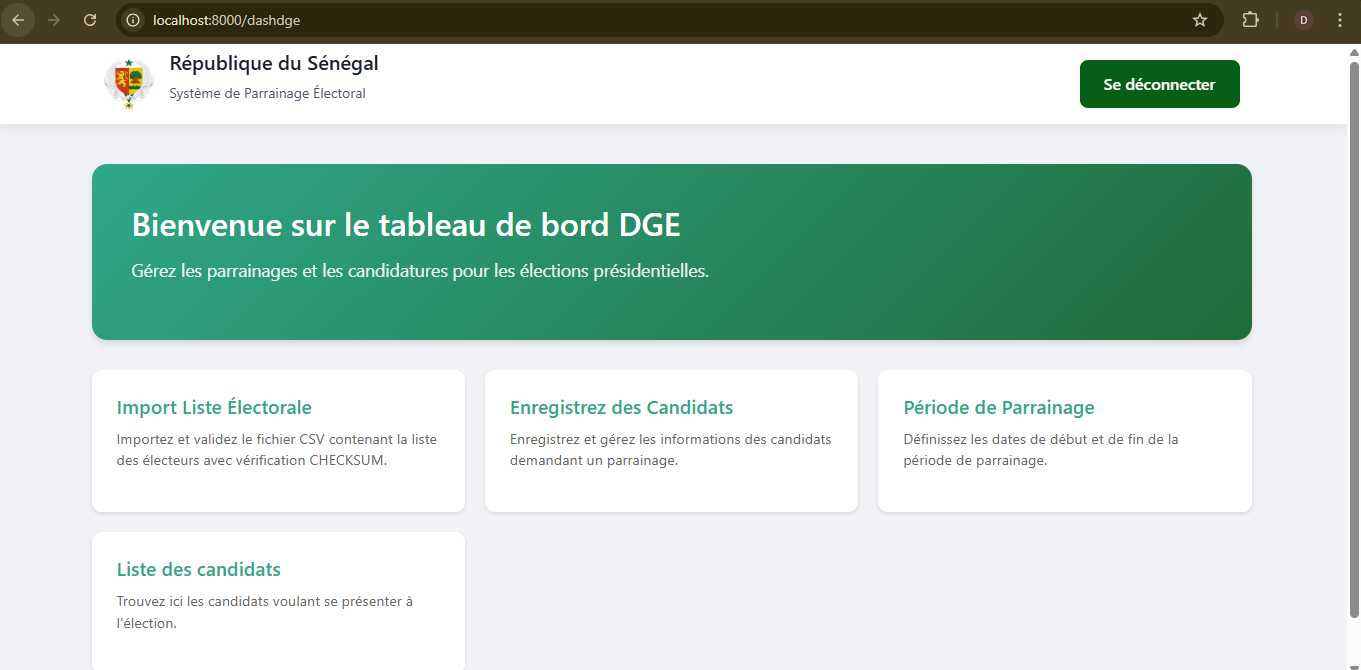 localhost:8000/dashdge
D
République du Sénégal
Système de Parrainage Électoral
Se déconnecter
Bienvenue sur le tableau de bord DGE
Gérez les parrainages et les candidatures pour les élections présidentielles.
Import Liste Électorale
Importez et validez le fichier CSV contenant la liste
des électeurs avec vérification CHECKSUM.
Enregistrez des Candidats
Enregistrez et gérez les informations des candidats
demandant un parrainage.
Période de Parrainage
Définissez les dates de début et de fin de la
période de parrainage.
Liste des candidats
Trouvez ici les candidats voulant se présenter à
l'élection.